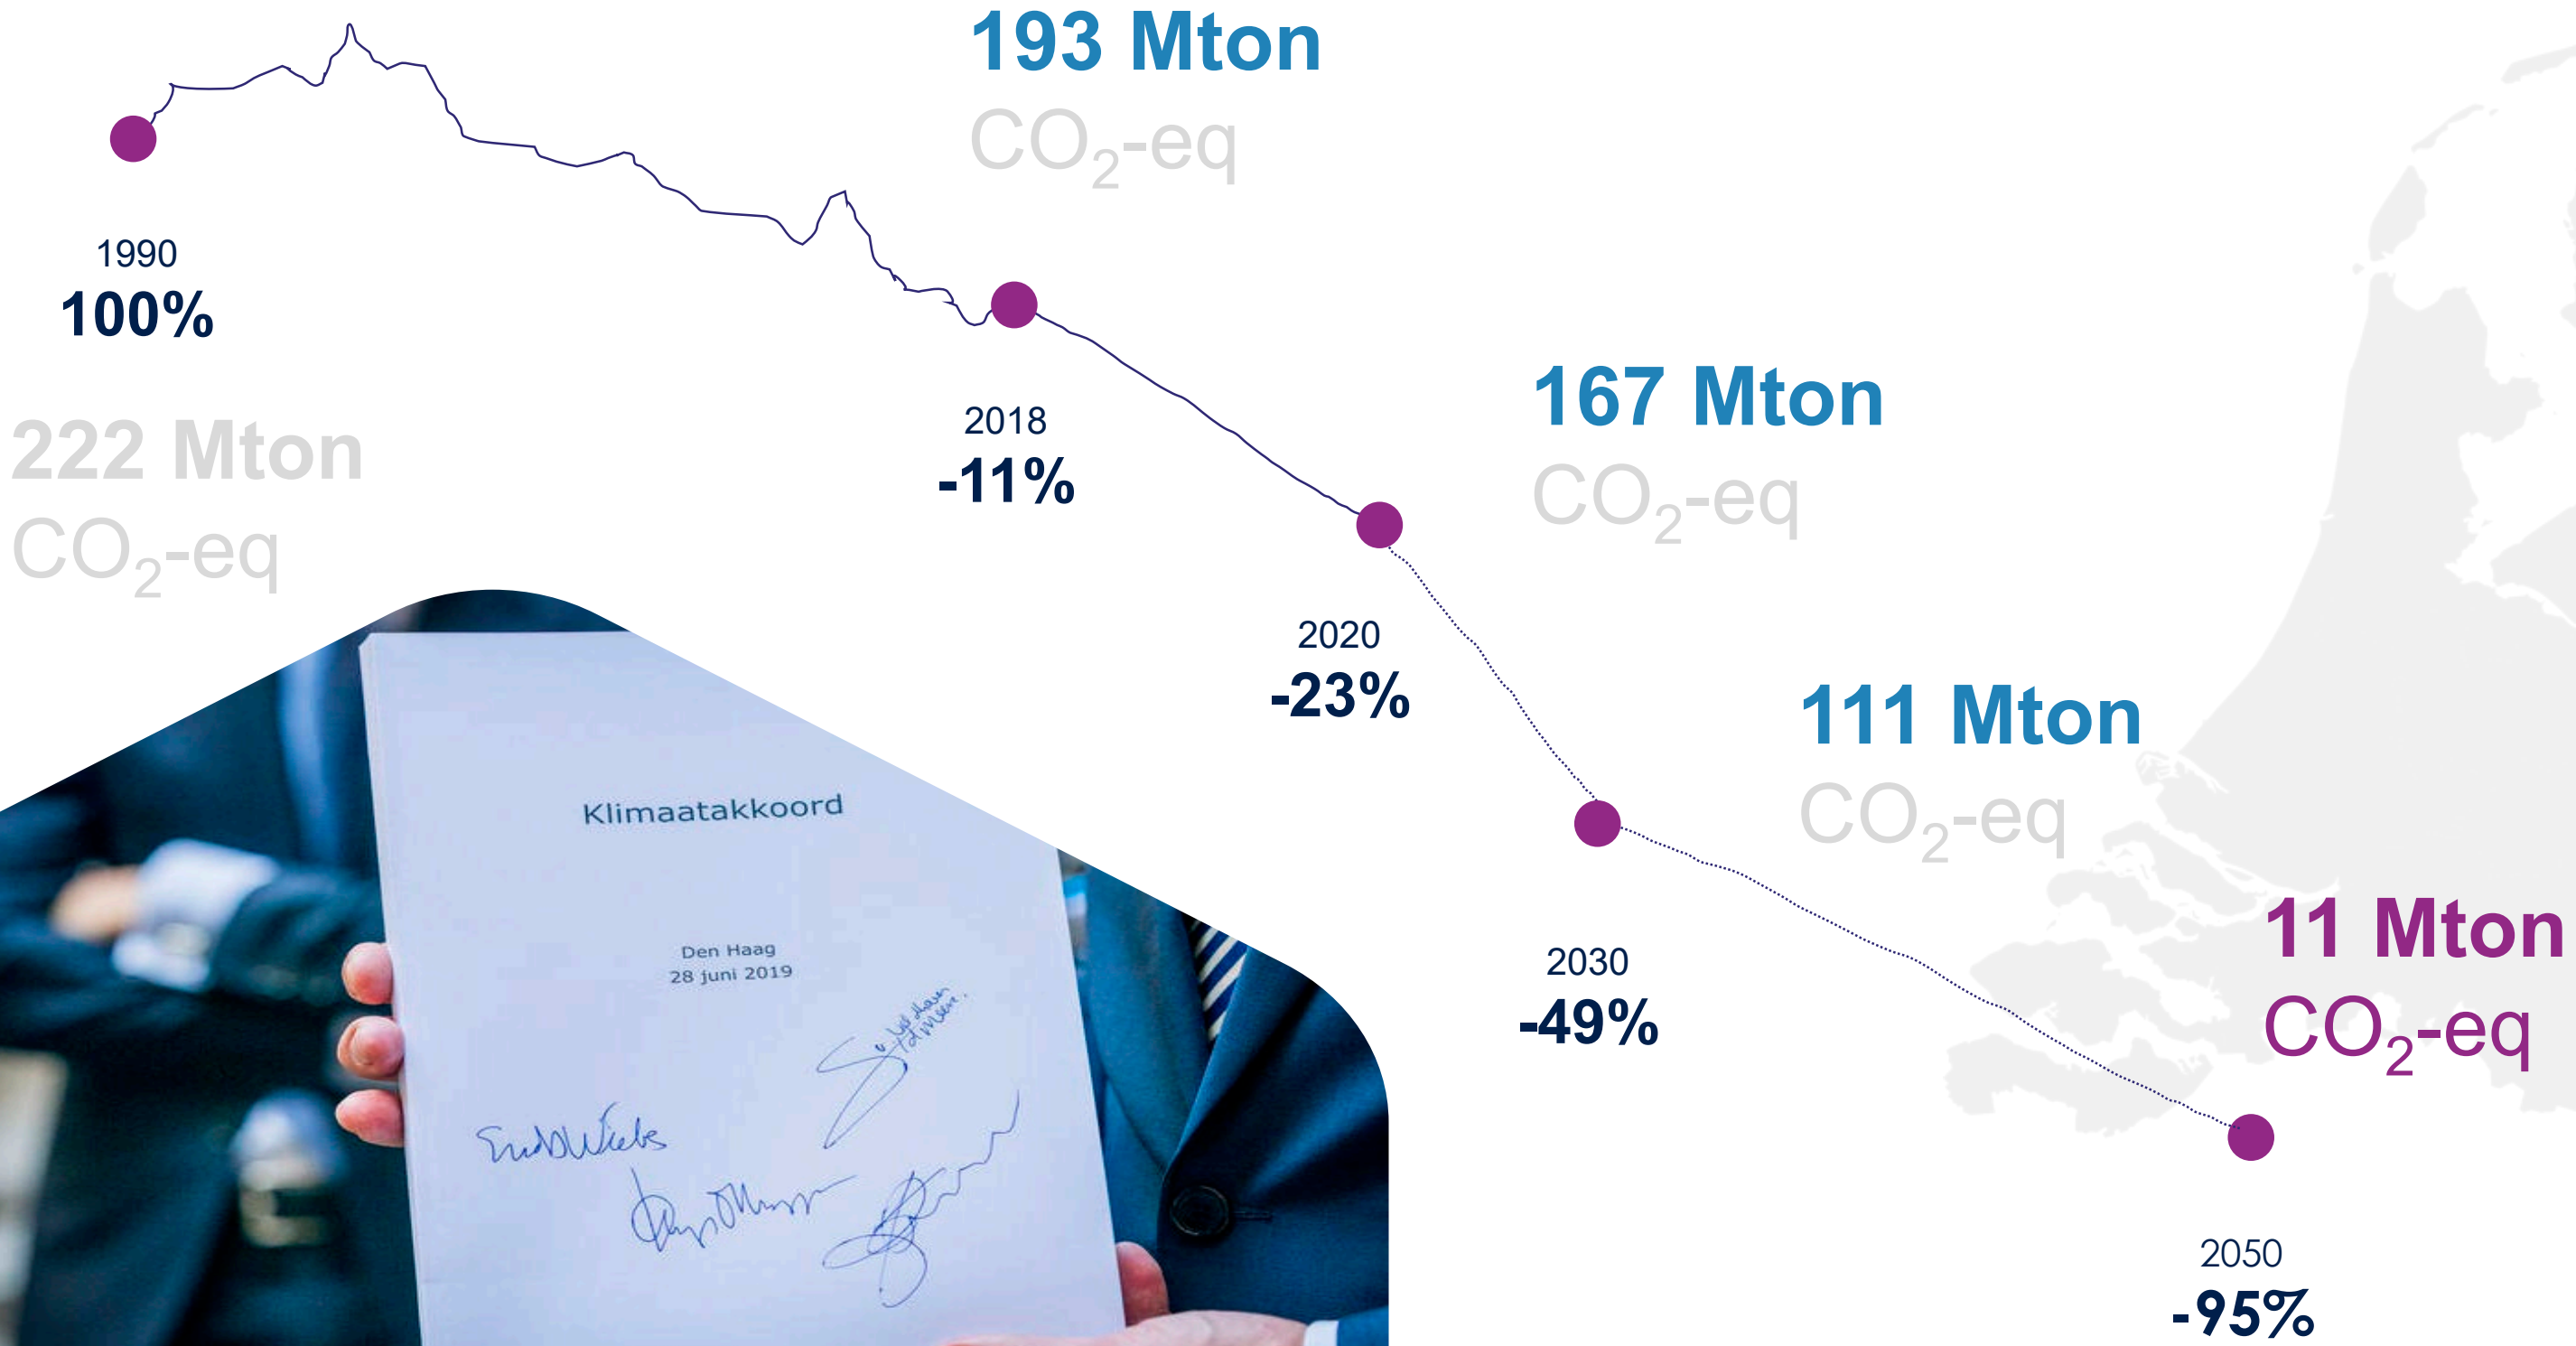 193 Mton
CO₂-eq
1990
100%
222 Mton
CO₂-eq
2018
-11%
167 Mton
CO₂-eq
2020
-23%
111 Mton
CO₂-eq
2030
-49%
11 Mton
CO₂-eq
2050
-95%
Klimaatakkoord
Den Haag
28 juni 2019